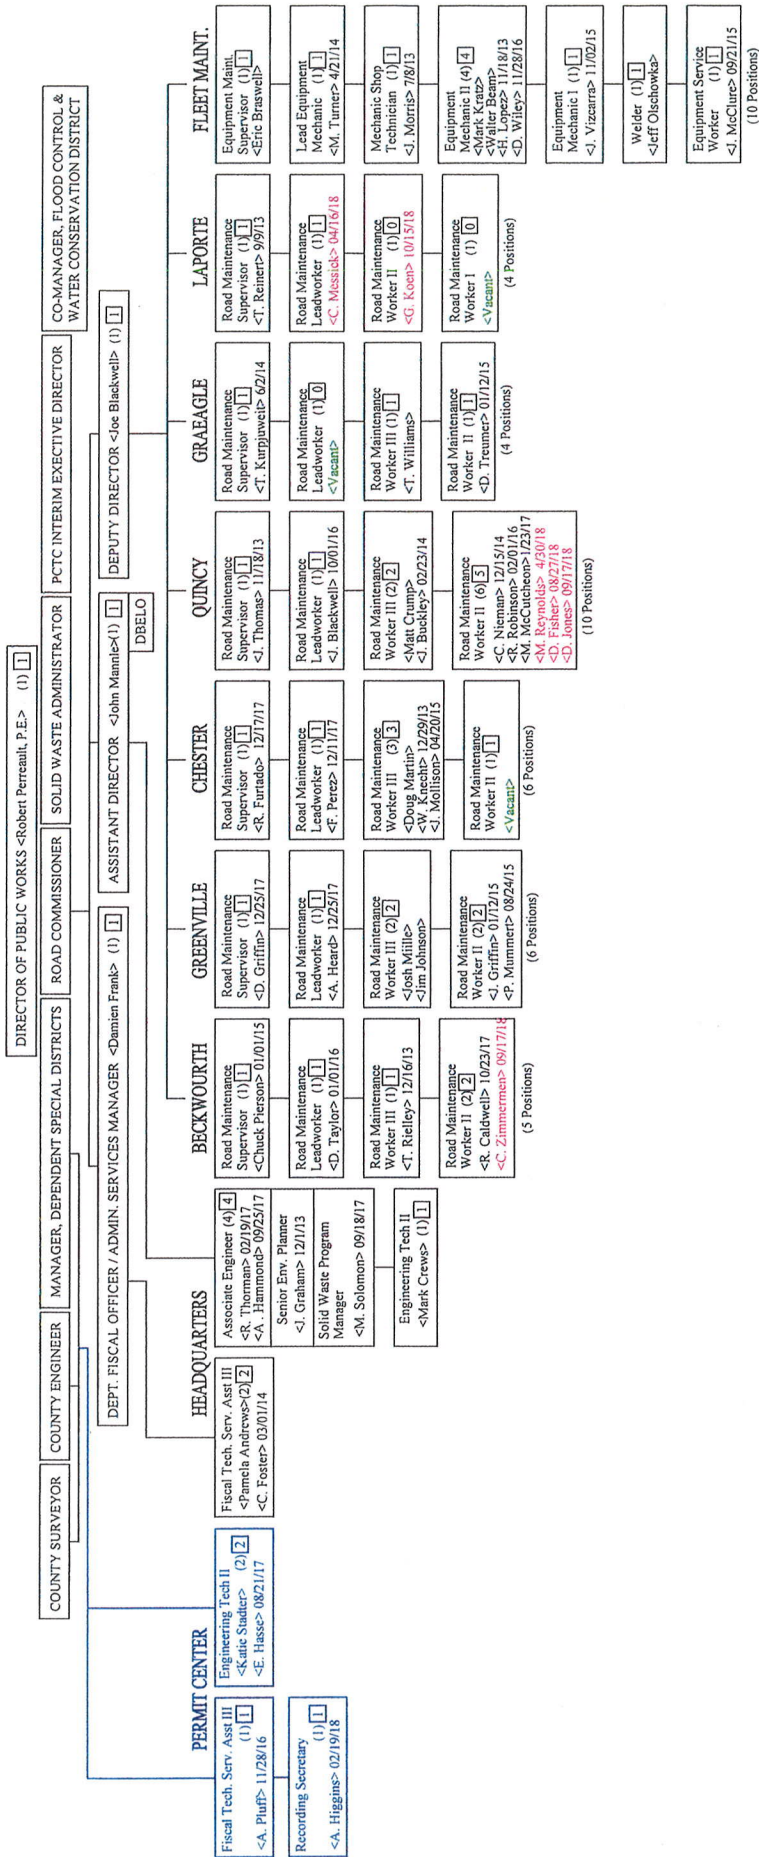 DIRECTOR OF PUBLIC WORKS <Robert Perreault, P.E.> (1) 1
COUNTY SURVEYOR
COUNTY ENGINEER
MANAGER, DEPENDENT SPECIAL DISTRICTS
ROAD COMMISSIONER
SOLID WASTE ADMINISTRATOR
PCTC INTERIM EXECTIVE DIRECTOR
CO-MANAGER, FLOOD CONTROL &
WATER CONSERVATION DISTRICT
DEPT. FISCAL OFFICER / ADMIN. SERVICES MANAGER <Damien Frank> (1) 1
ASSISTANT DIRECTOR <John Mannle>(1) 1
DBELO
DEPUTY DIRECTOR <Joe Blackwell> (1) 1
PERMIT CENTER
Fiscal Tech. Serv. Asst III
(1) 1
<A. Pluff> 11/28/16
Recording Secretary
(1) 1
<A. Higgins> 02/19/18
Engineering Tech II
<Katie Stadter> (2) 2
<E. Hasse> 08/21/17
HEADQUARTERS
Fiscal Tech. Serv. Asst III
<Pamela Andrews>(2) 2
<C. Foster> 03/01/14
Associate Engineer (4) 4
<R. Thorman> 02/19/17
<A. Hammond> 09/25/17
Senior Env. Planner
<J. Graham> 12/1/13
Solid Waste Program
Manager
<M. Solomon> 09/18/17
Engineering Tech II
<Mark Crews> (1) 1
BECKWOURTH
Road Maintenance
Supervisor (1) 1
<Chuck Pierson> 01/01/15
Road Maintenance
Leadworker (1) 1
<D. Taylor> 01/01/16
Road Maintenance
Worker III (1) 1
<T. Rielley> 12/16/13
Road Maintenance
Worker II (2) 2
<R. Caldwell> 10/23/17
<C. Zimmermen> 09/17/18
(5 Positions)
GREENVILLE
Road Maintenance
Supervisor (1) 1
<D. Griffin> 12/25/17
Road Maintenance
Leadworker (1) 1
<A. Heard> 12/25/17
Road Maintenance
Worker III (2) 2
<Josh Miille>
<Jim Johnson>
Road Maintenance
Worker II (2) 2
<J. Griffin> 01/12/15
<P. Mummert> 08/24/15
(6 Positions)
CHESTER
Road Maintenance
Supervisor (1) 1
<R. Furtado> 12/17/17
Road Maintenance
Leadworker (1) 1
<F. Perez> 12/11/17
Road Maintenance
Worker III (3) 3
<Doug Martin>
<W. Knecht> 12/29/13
<J. Mollison> 04/20/15
Road Maintenance
Worker II (1) 1
<Vacant>
(6 Positions)
QUINCY
Road Maintenance
Supervisor (1) 1
<J. Thomas> 11/18/13
Road Maintenance
Leadworker (1) 1
<J. Blackwell> 10/01/16
Road Maintenance
Worker III (2) 2
<Matt Crump>
<J. Buckley> 02/23/14
Road Maintenance
Worker II (6) 5
<C. Nieman> 12/15/14
<R. Robinson> 02/01/16
<M. McCutcheon>1/23/17
<M. Reynolds> 4/30/18
<D. Fisher> 08/27/18
<D. Jones> 09/17/18
(10 Positions)
GRAEAGLE
Road Maintenance
Supervisor (1) 1
<T. Kurpjuweit> 6/2/14
Road Maintenance
Leadworker (1) 0
<Vacant>
Road Maintenance
Worker III (1) 1
<T. Williams>
Road Maintenance
Worker II (1) 1
<D. Treumer> 01/12/15
(4 Positions)
LAPORTE
Road Maintenance
Supervisor (1) 1
<T. Reinert> 9/9/13
Road Maintenance
Leadworker (1) 1
<C. Messick> 04/16/18
Road Maintenance
Worker II (1) 0
<G. Koen> 10/15/18
Road Maintenance
Worker I (1) 0
<Vacant>
(4 Positions)
FLEET MAINT.
Equipment Maint.
Supervisor (1) 1
<Eric Braswell>
Lead Equipment
Mechanic (1) 1
<M. Turner> 4/21/14
Mechanic Shop
Technician (1) 1
<J. Morris> 7/8/13
Equipment
Mechanic II (4) 4
<Mark Kratz>
<Walter Beam>
<H. Lopez> 11/18/13
<D. Wiley> 11/28/16
Equipment
Mechanic I (1) 1
<J. Vizcarra> 11/02/15
Welder (1) 1
<Jeff Olschowka>
Equipment Service
Worker (1) 1
<J. McClure> 09/21/15
(10 Positions)